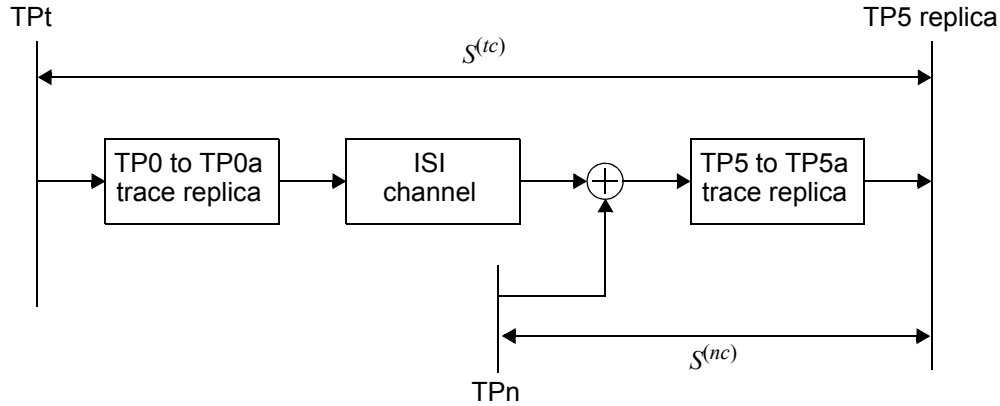 TPt
TP5 replica
S(tc)
TP0 to TP0a
trace replica
ISI
channel
TP5 to TP5a
trace replica
S(nc)
TPn